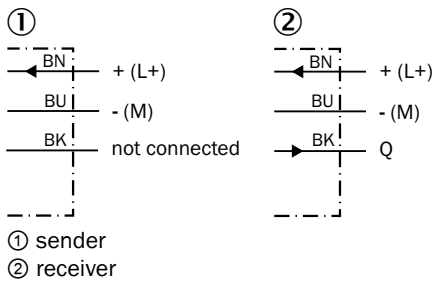 ① ②
BN + (L+) BN + (L+)
BU - (M) BU - (M)
BK not connected BK Q
① sender
② receiver